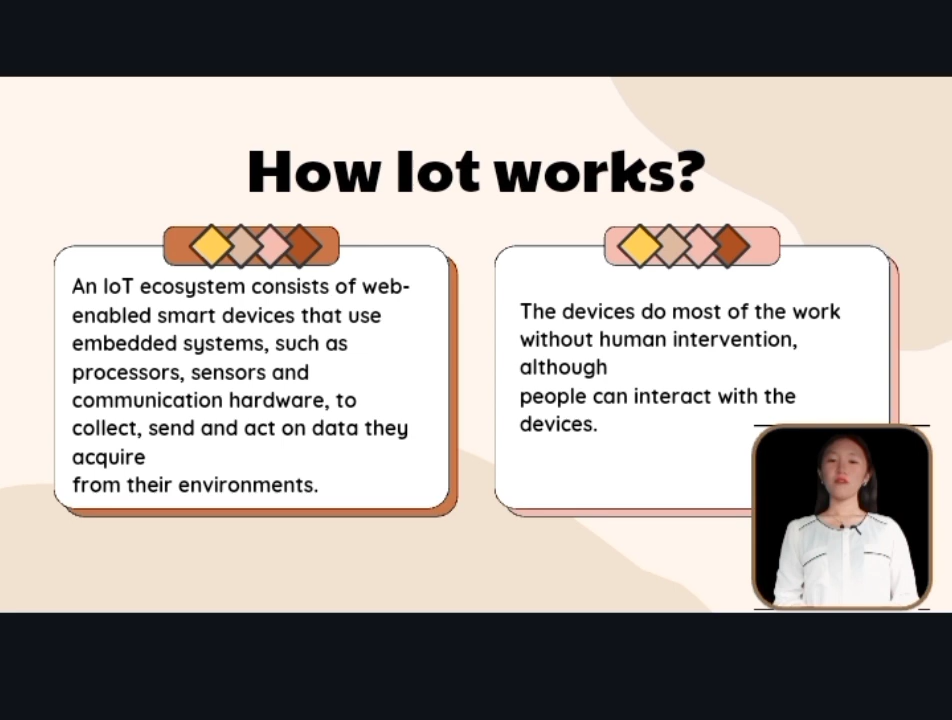 How Iot works?
An IoT ecosystem consists of web-
enabled smart devices that use
embedded systems, such as
processors, sensors and
communication hardware, to
collect, send and act on data they
acquire
from their environments.
The devices do most of the work
without human intervention,
although
people can interact with the
devices.